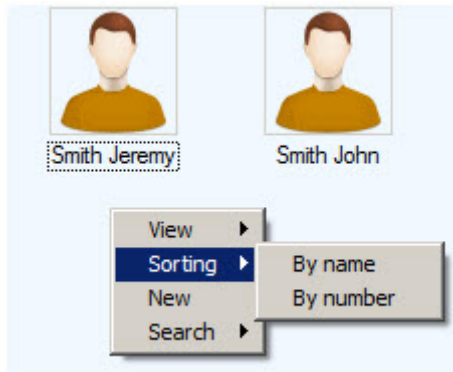 Smith Jeremy
Smith John
View
Sorting
By name
New
By number
Search